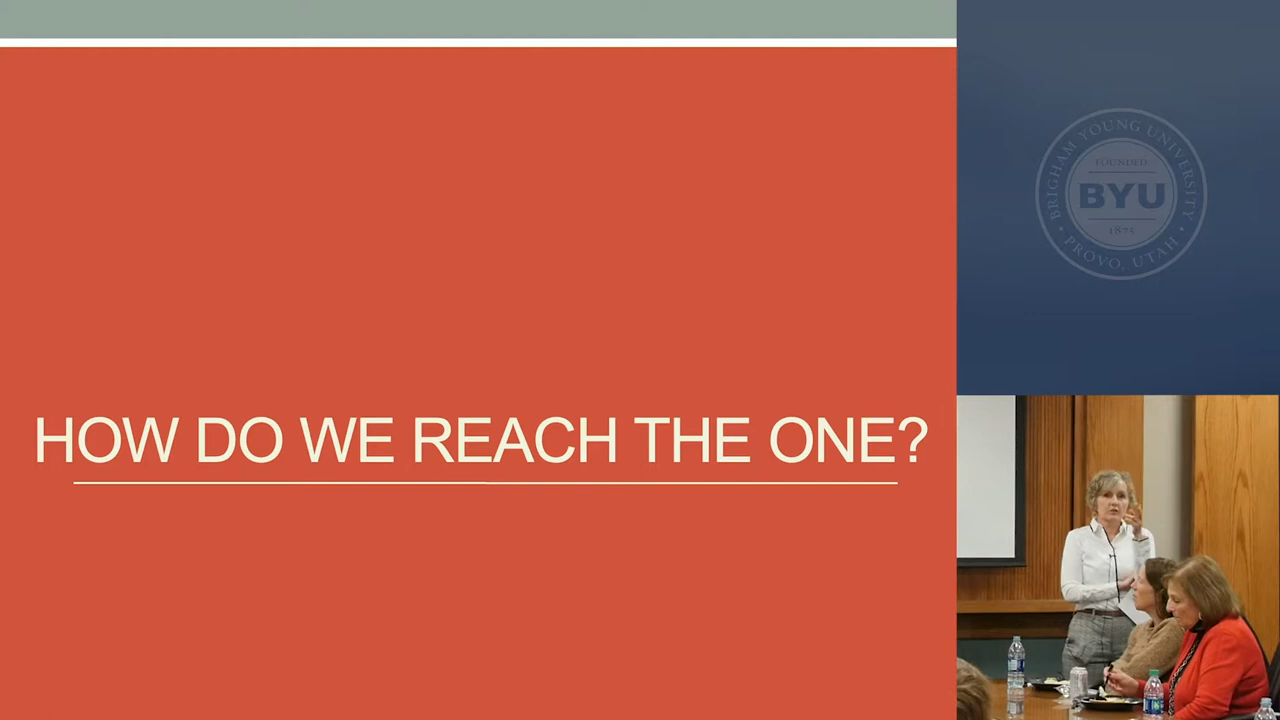 HOW DO WE REACH THE ONE?
BRIGHAM YOUNG UNIVERSITY
FOUNDED
BYU
1875
PROVO, UTAH